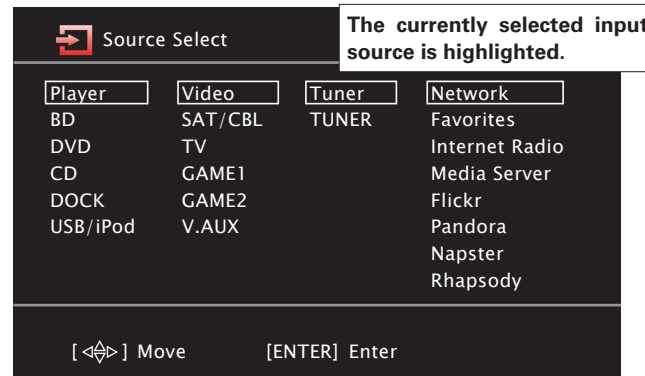 Source Select
The currently selected input
source is highlighted.
Player Video Tuner Network
BD SAT/CBL TUNER Favorites
DVD TV Internet Radio
CD GAME1 Media Server
DOCK GAME2 Flickr
USB/iPod V.AUX Pandora
Napster
Rhapsody
[◁△▽▷] Move [ENTER] Enter